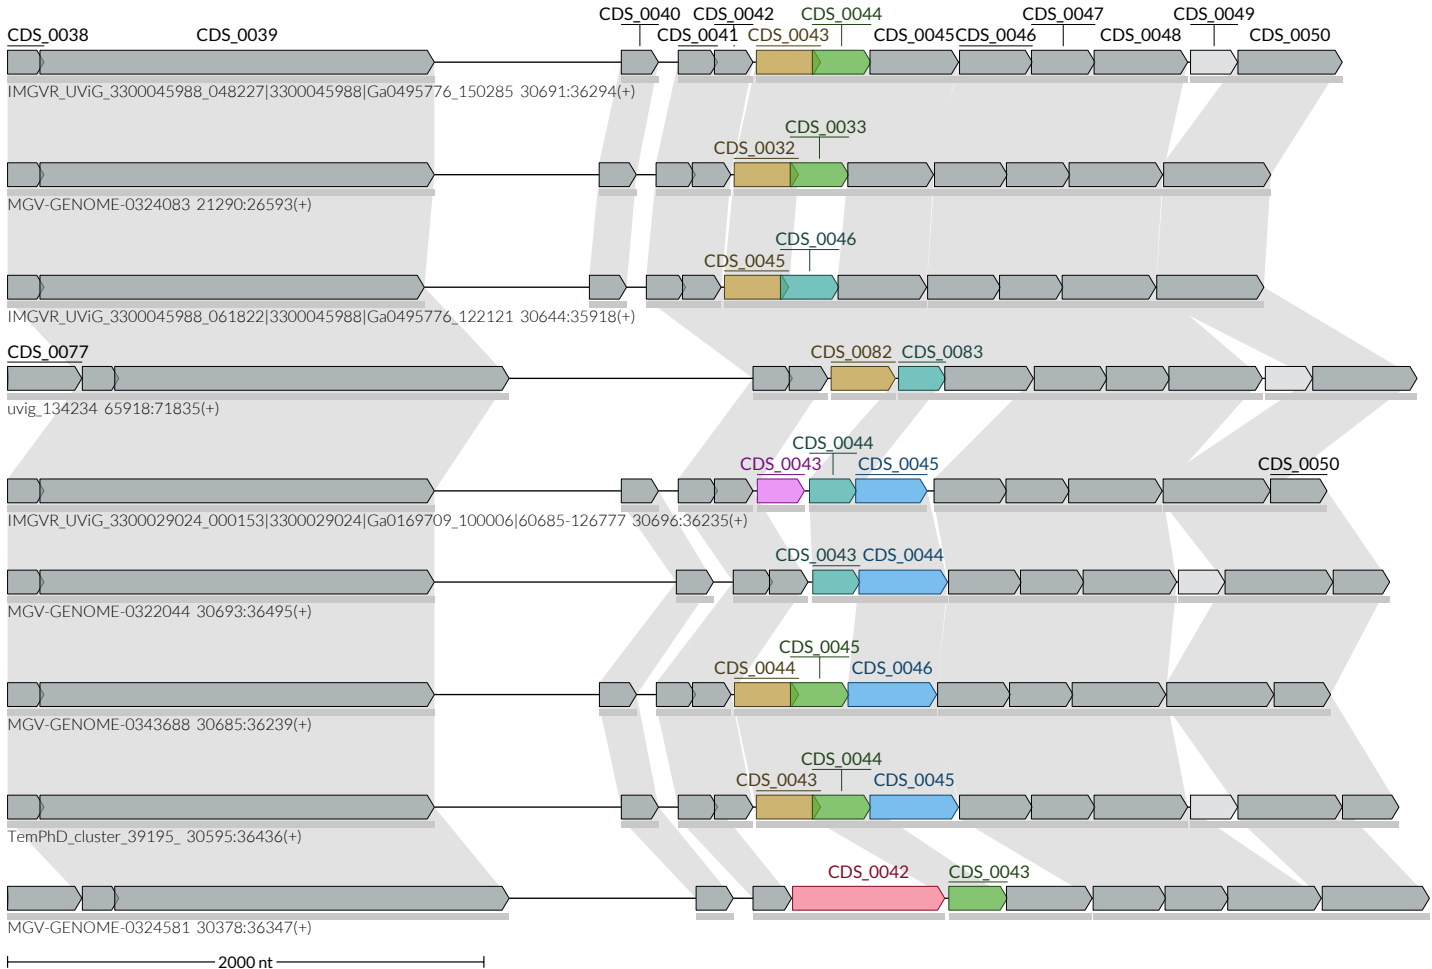 CDS_0040 CDS_0042 CDS_0044 CDS_0047 CDS_0049
CDS_0038 CDS_0039 CDS_0041 CDS_0043 CDS_0045 CDS_0046 CDS_0048 CDS_0050
IMGVR_UViG_3300045988_048227|3300045988|Ga0495776_150285 30691:36294(+)
CDS_0033
CDS_0032
MGV-GENOME-0324083 21290:26593(+)
CDS_0046
CDS_0045
IMGVR_UViG_3300045988_061822|3300045988|Ga0495776_122121 30644:35918(+)
CDS_0077 CDS_0082 CDS_0083
uvig_134234 65918:71835(+)
CDS_0044
CDS_0043 CDS_0045 CDS_0050
IMGVR_UViG_3300029024_000153|3300029024|Ga0169709_100006|60685-126777 30696:36235(+)
CDS_0043 CDS_0044
MGV-GENOME-0322044 30693:36495(+)
CDS_0045
CDS_0044 CDS_0046
MGV-GENOME-0343688 30685:36239(+)
CDS_0044
CDS_0043 CDS_0045
TemPhD_cluster_39195_ 30595:36436(+)
CDS_0042 CDS_0043
MGV-GENOME-0324581 30378:36347(+)
2000 nt